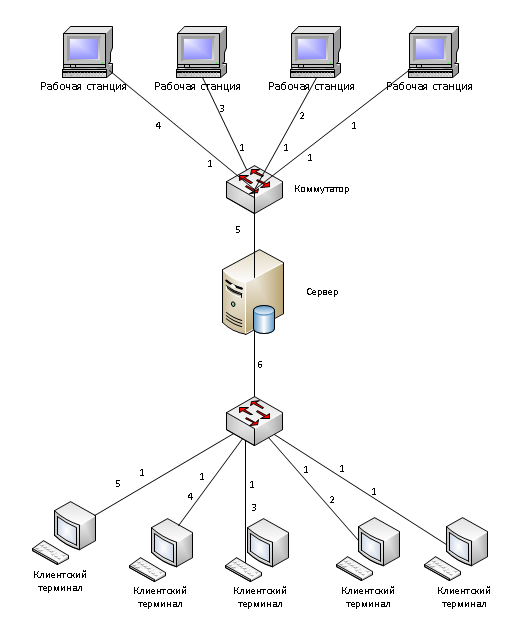 Рабочая станция
Рабочая станция
Рабочая станция
Рабочая станция
4
3
2
1
1
1
1
1
Коммутатор
5
Сервер
6
1
1
1
1
1
5
4
3
2
1
Клиентский
терминал
Клиентский
терминал
Клиентский
терминал
Клиентский
терминал
Клиентский
терминал